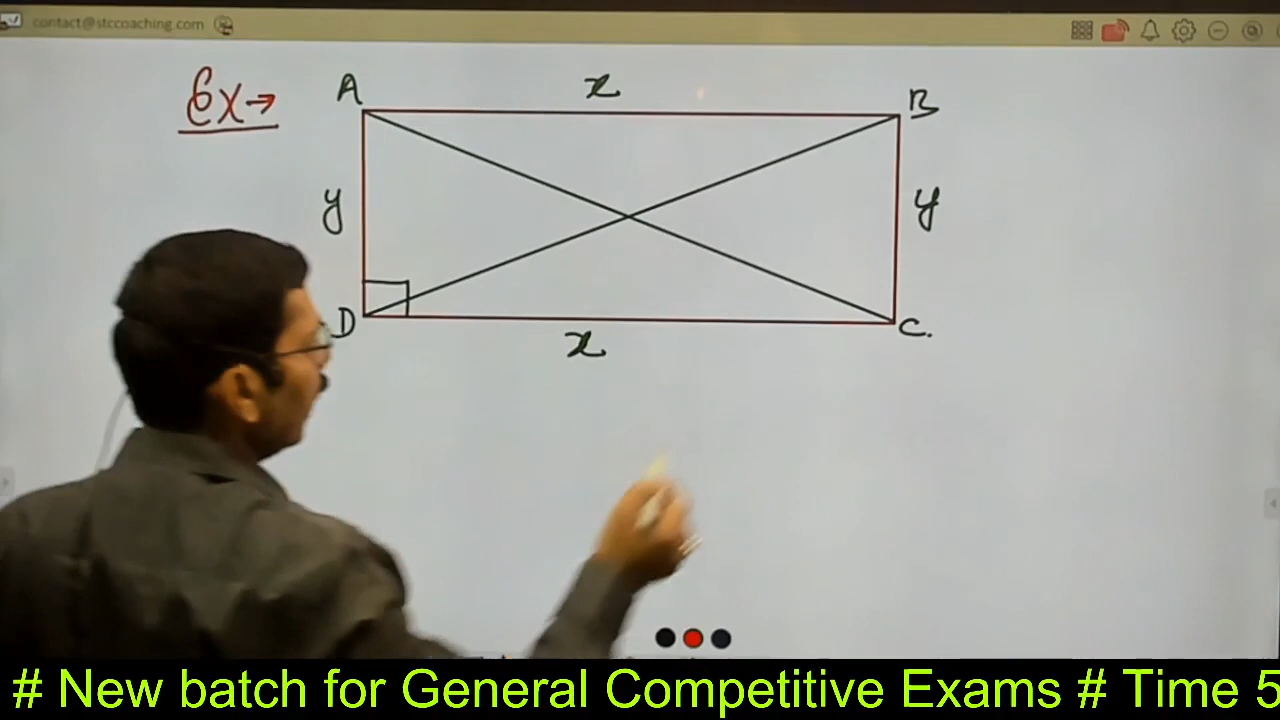 contact@stccoaching.com
Ex→
A
x
B
y
y
D
x
C.
# New batch for General Competitive Exams # Time 5